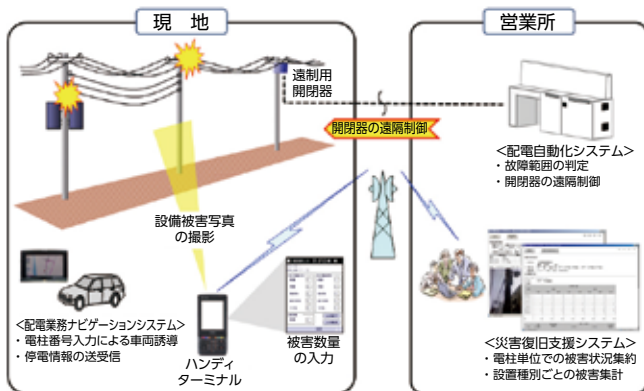 現 地
営業所
遠制用
開閉器
開閉器の遠隔制御
<配電自動化システム>
・故障範囲の判定
・開閉器の遠隔制御
設備被害写真
の撮影
<配電業務ナビゲーションシステム>
・電柱番号入力による車両誘導
・停電情報の送受信
ハンディ
ターミナル
被害数量
の入力
<災害復旧支援システム>
・電柱単位での被害状況集約
・設置種別ごとの被害集計